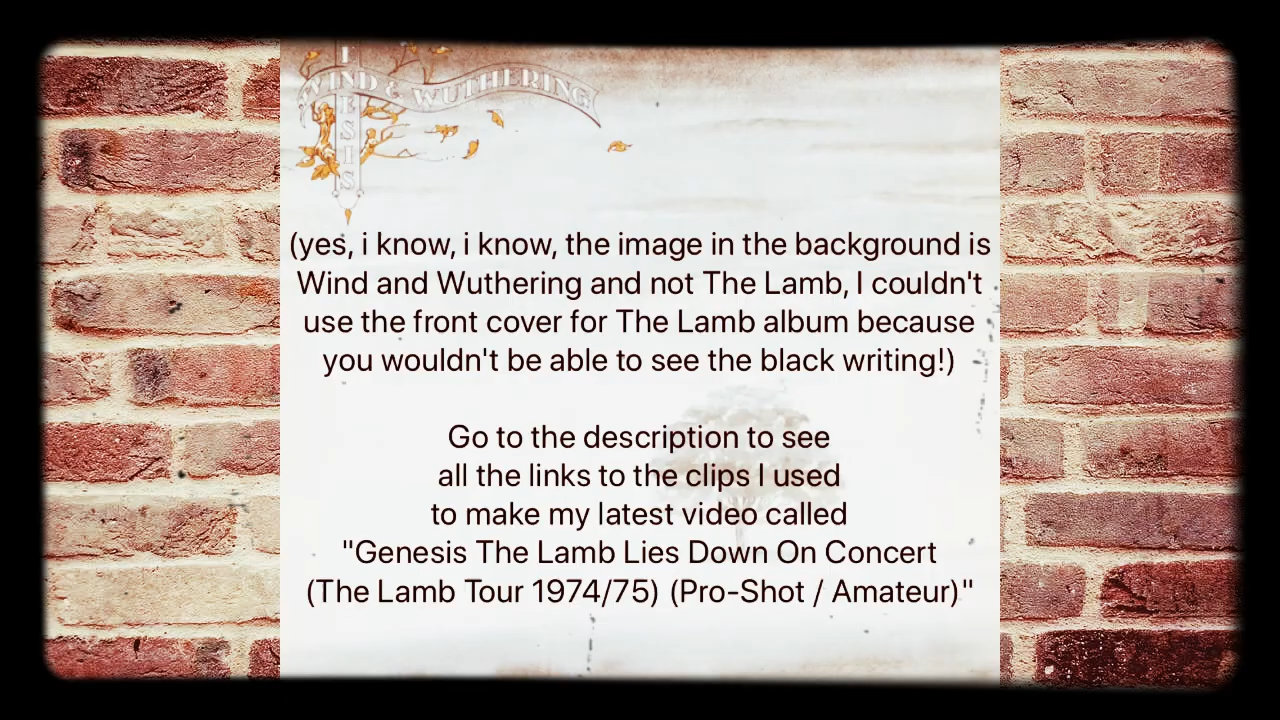 GENESIS
WIND & WUTHERING
(yes, i know, i know, the image in the background is
Wind and Wuthering and not The Lamb, I couldn't
use the front cover for The Lamb album because
you wouldn't be able to see the black writing!)
Go to the description to see
all the links to the clips I used
to make my latest video called
"Genesis The Lamb Lies Down On Concert
(The Lamb Tour 1974/75) (Pro-Shot / Amateur)"